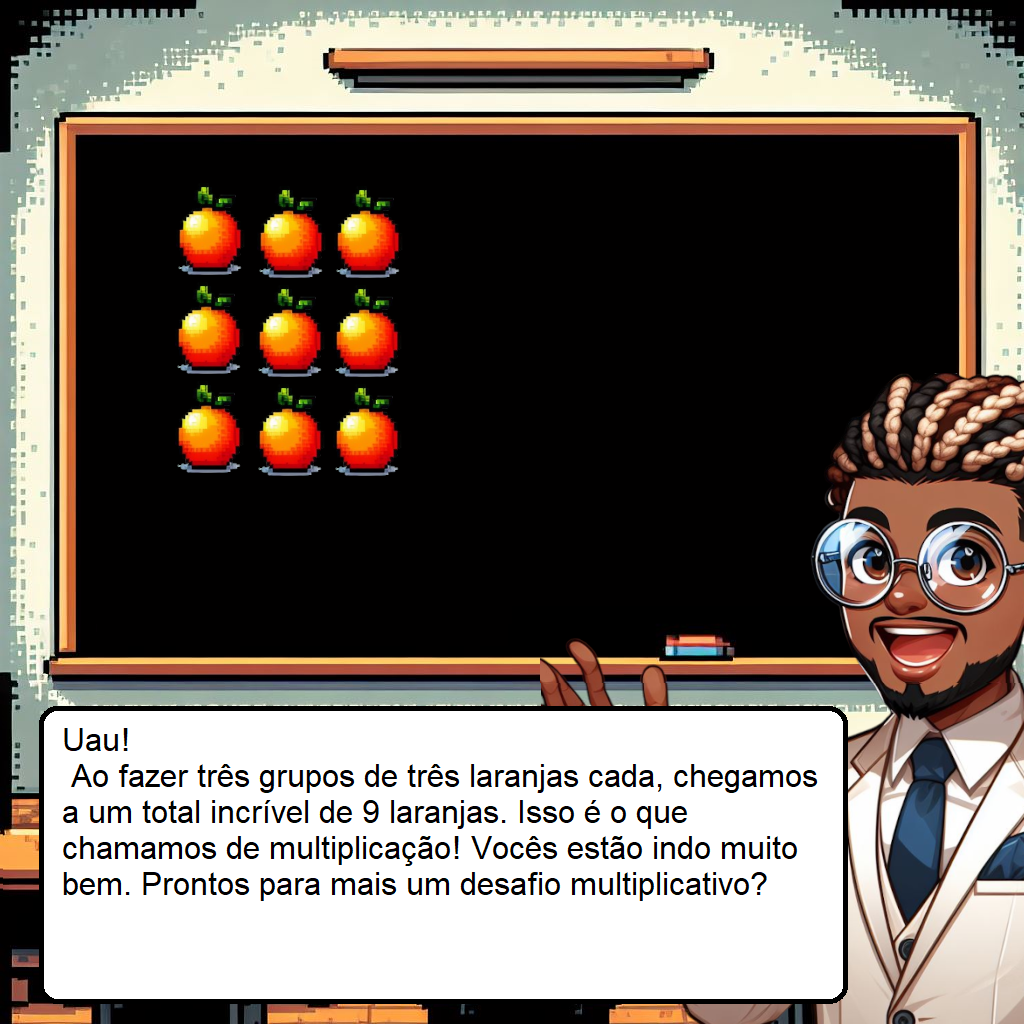 Uau!
Ao fazer três grupos de três laranjas cada, chegamos
a um total incrível de 9 laranjas. Isso é o que
chamamos de multiplicação! Vocês estão indo muito
bem. Prontos para mais um desafio multiplicativo?